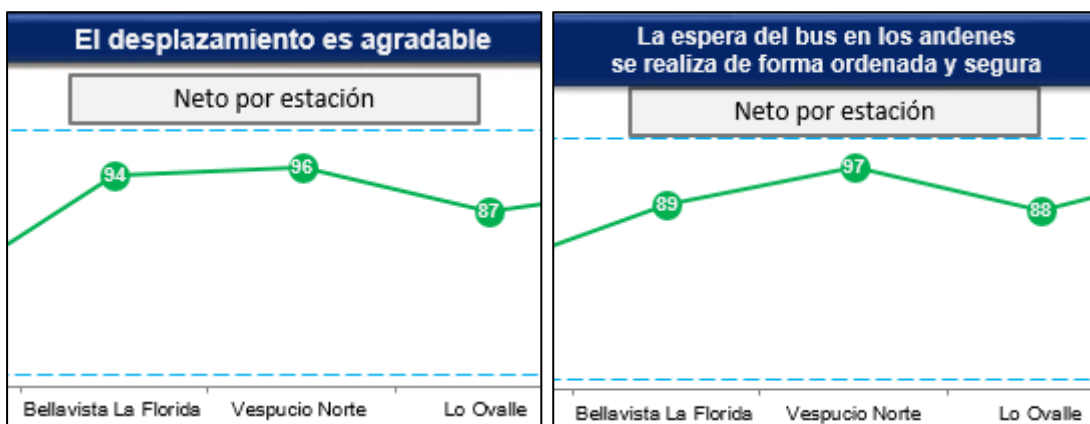 El desplazamiento es agradable
Neto por estación
94
96
87
Bellavista La Florida
Vespucio Norte
Lo Ovalle
La espera del bus en los andenes
se realiza de forma ordenada y segura
Neto por estación
89
97
88
Bellavista La Florida
Vespucio Norte
Lo Ovalle